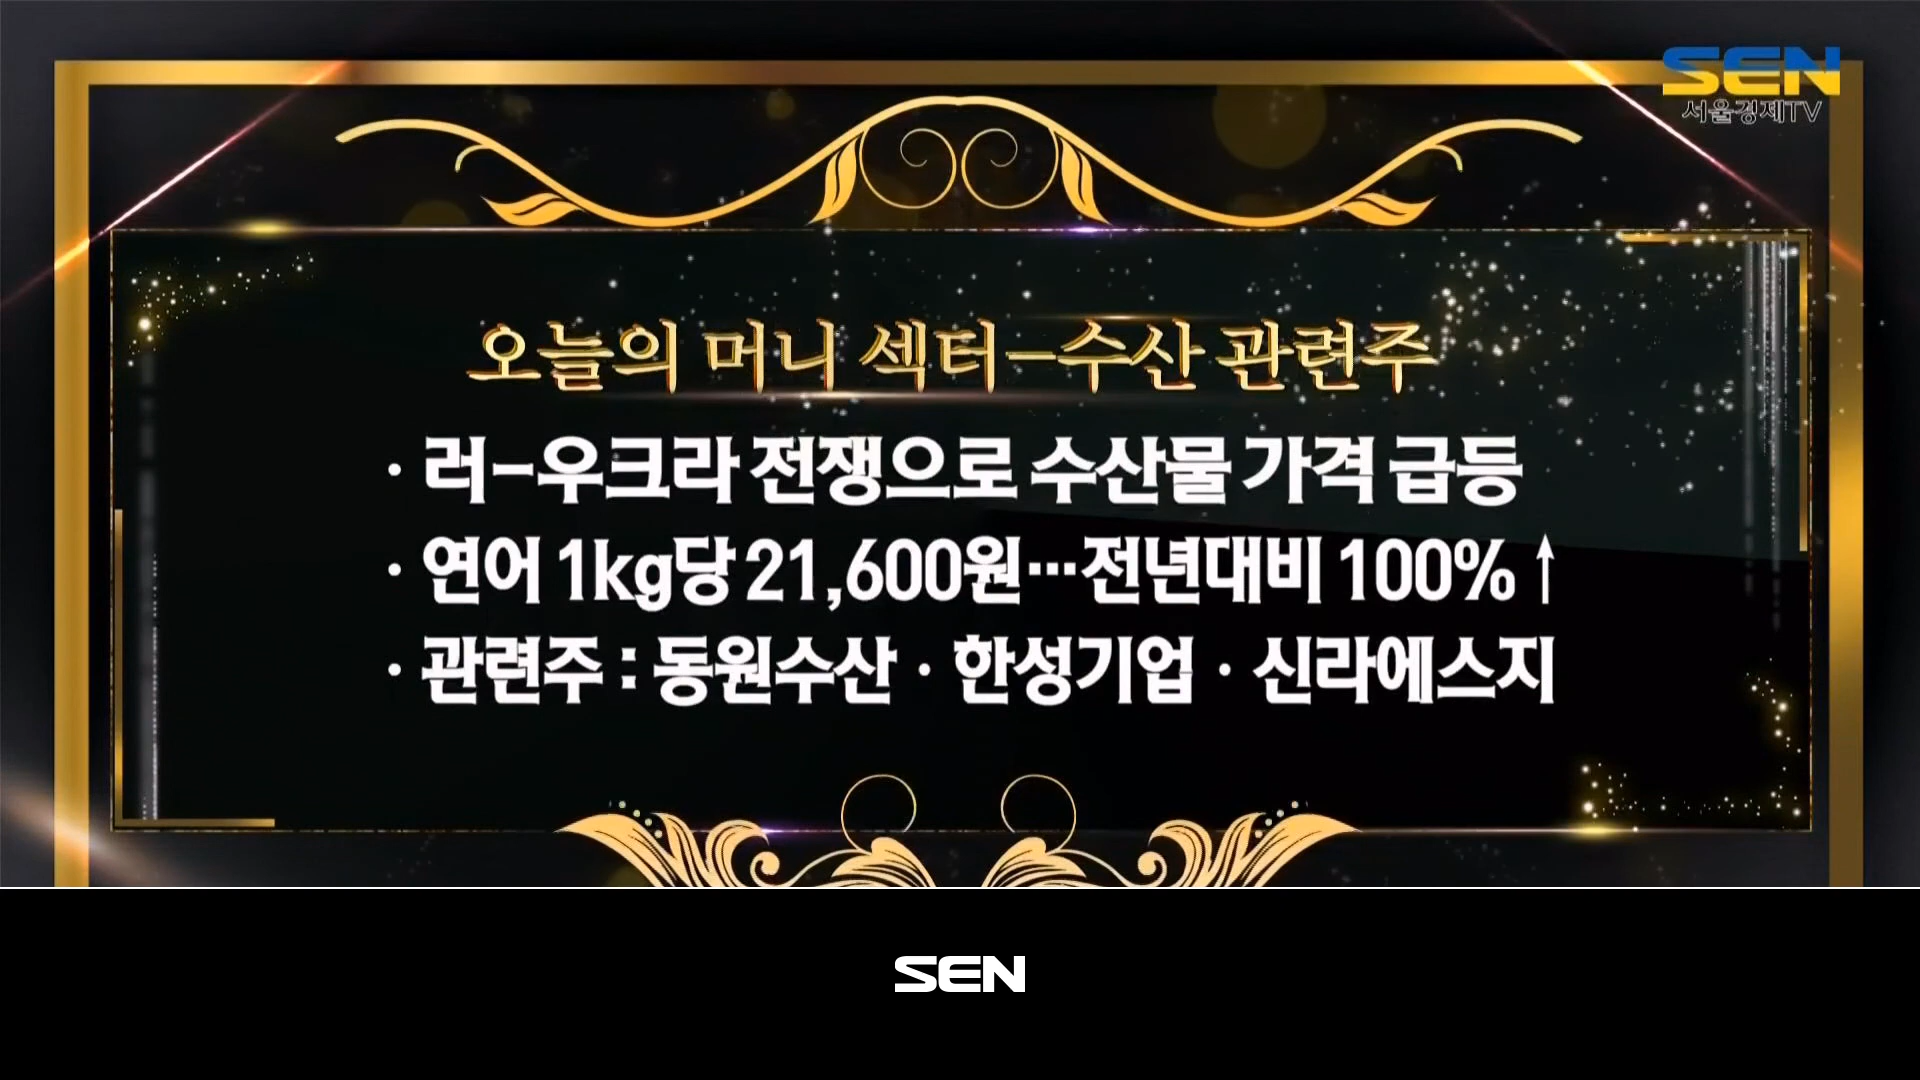 SEN
서울경제TV
오늘의 머니 섹터-수산 관련주
· 러-우크라 전쟁으로 수산물 가격 급등
· 연어 1kg당 21,600원…전년대비 100%↑
· 관련주 : 동원수산 · 한성기업 · 신라에스지
SEN